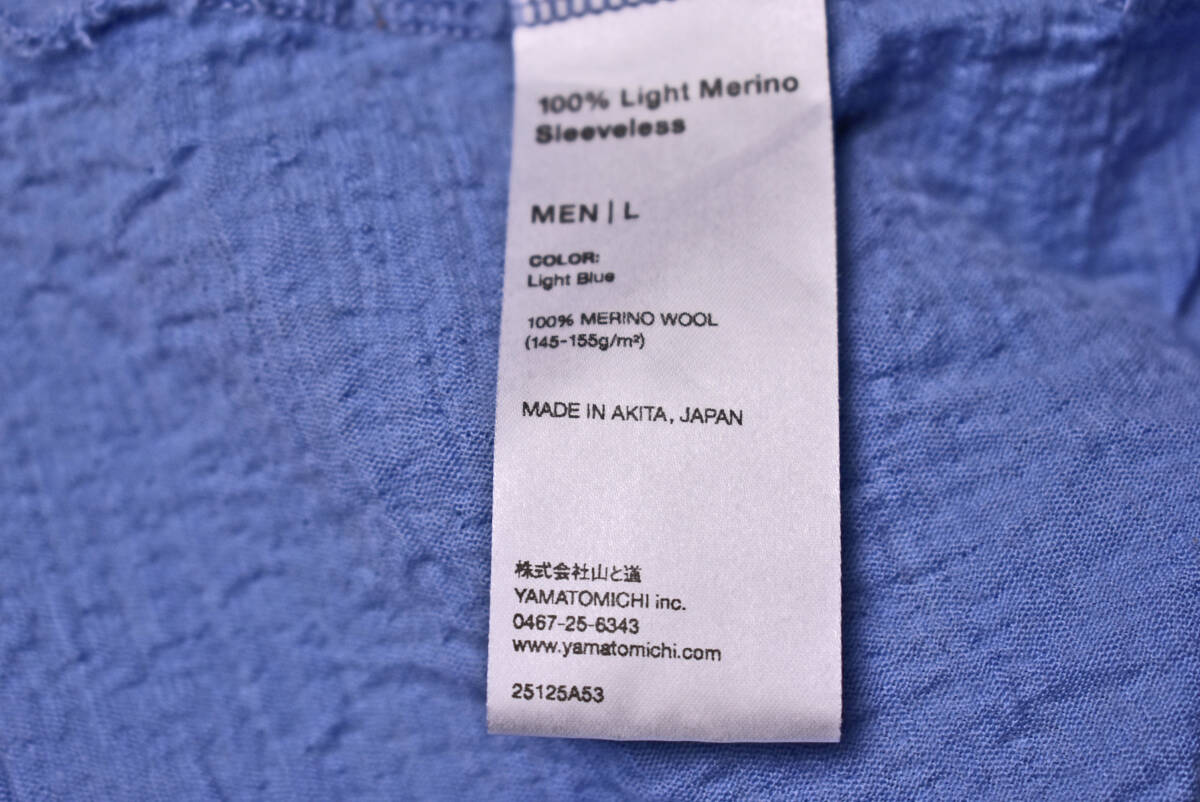 100% Light Merino
Sleeveless
MEN | L
COLOR:
Light Blue
100% MERINO WOOL
(145-155g/m²)
MADE IN AKITA, JAPAN
株式会社山と道
YAMATOMICHI inc.
0467-25-6343
www.yamatomichi.com
25125A53